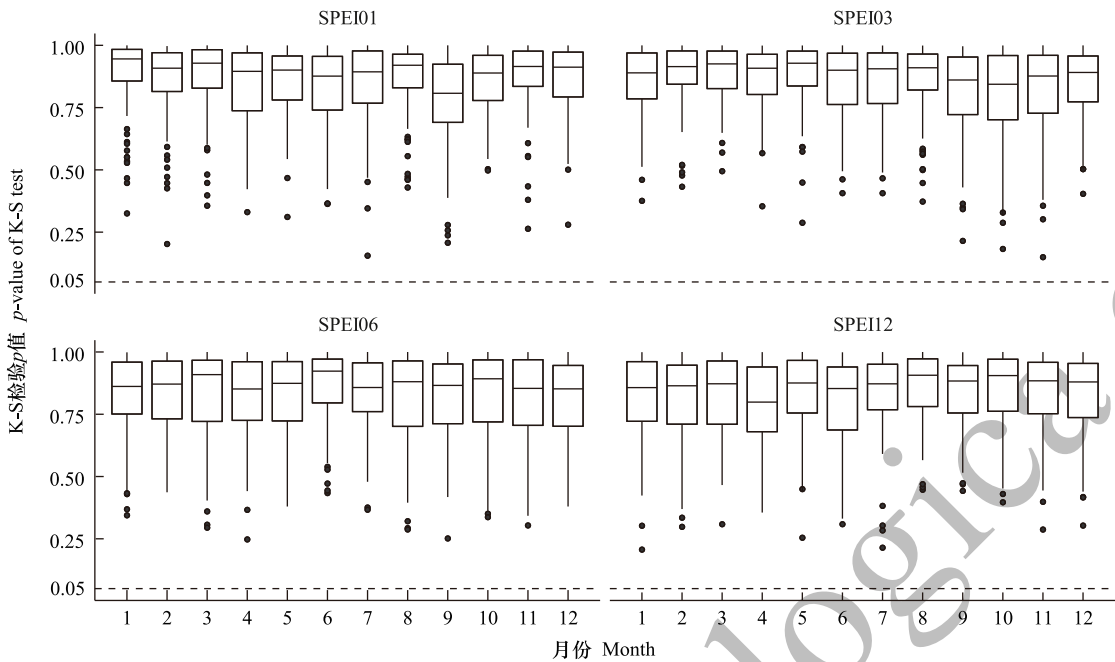 SPEI01
SPEI03
1.00
0.75
0.50
0.25
0.05
SPEI06
SPEI12
1.00
0.75
0.50
0.25
0.05
K-S检验p值 p-value of K-S test
1 2 3 4 5 6 7 8 9 10 11 12
1 2 3 4 5 6 7 8 9 10 11 12
月份 Month
logica